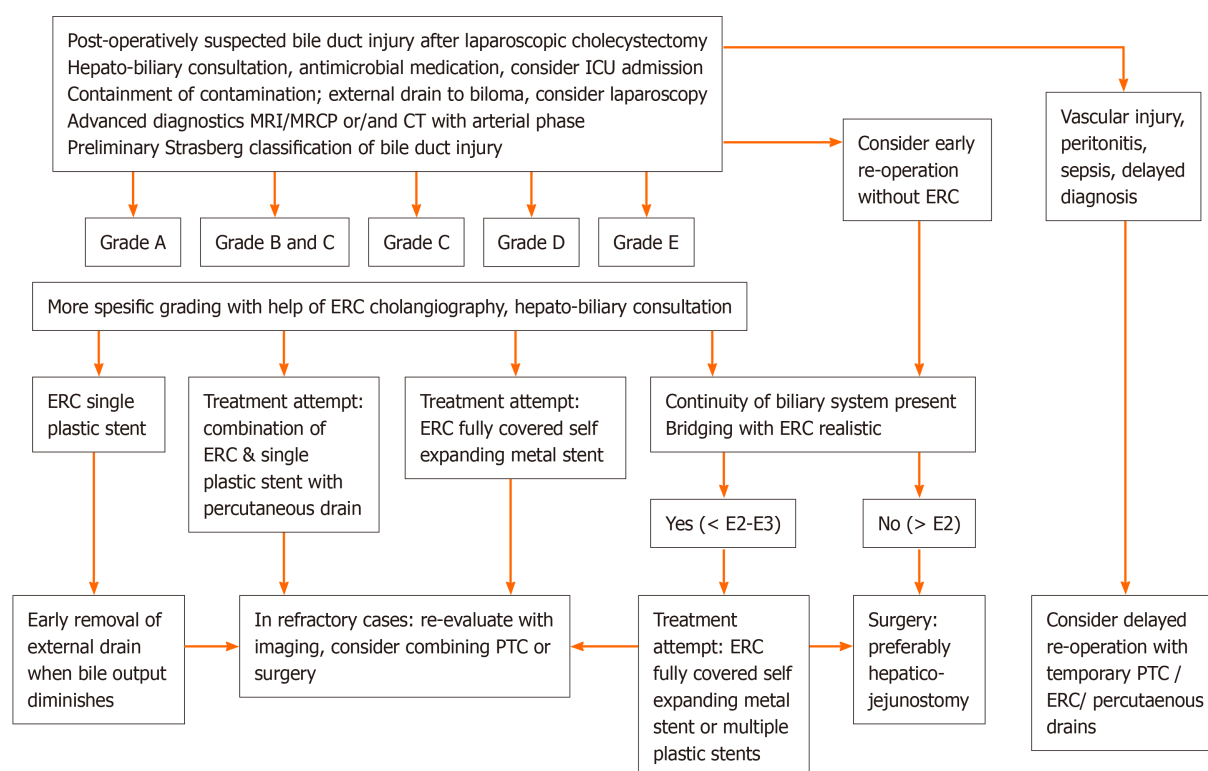 Post-operatively suspected bile duct injury after laparoscopic cholecystectomy
Hepato-biliary consultation, antimicrobial medication, consider ICU admission
Containment of contamination; external drain to biloma, consider laparoscopy
Advanced diagnostics MRI/MRCP or/and CT with arterial phase
Preliminary Strasberg classification of bile duct injury
Consider early
re-operation
without ERC
Vascular injury,
peritonitis,
sepsis, delayed
diagnosis
Grade A
Grade B and C
Grade C
Grade D
Grade E
More spesific grading with help of ERC cholangiography, hepato-biliary consultation
ERC single
plastic stent
Treatment attempt:
combination of
ERC & single
plastic stent with
percutaneous drain
Treatment attempt:
ERC fully covered self
expanding metal stent
Continuity of biliary system present
Bridging with ERC realistic
Yes (< E2-E3)
No (> E2)
Early removal of
external drain
when bile output
diminishes
In refractory cases: re-evaluate with
imaging, consider combining PTC or
surgery
Treatment
attempt: ERC
fully covered self
expanding metal
stent or multiple
plastic stents
Surgery:
preferably
hepatico-
jejunostomy
Consider delayed
re-operation with
temporary PTC /
ERC/ percutaenous
drains